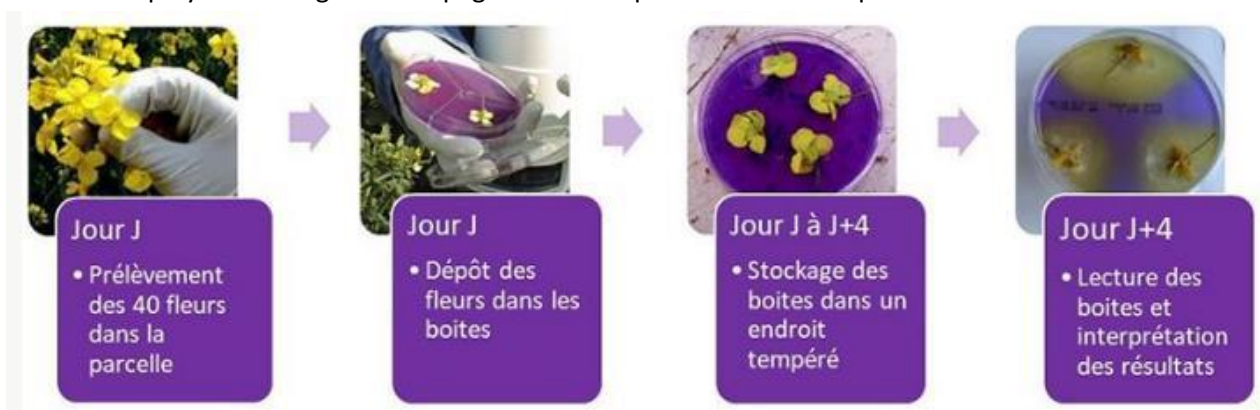 Jour J
• Prélèvement
des 40 fleurs
dans la
parcelle
Jour J
• Dépôt des
fleurs dans les
boites
Jour J à J+4
• Stockage des
boites dans un
endroit
tempéré
Jour J+4
• Lecture des
boites et
interprétation
des résultats